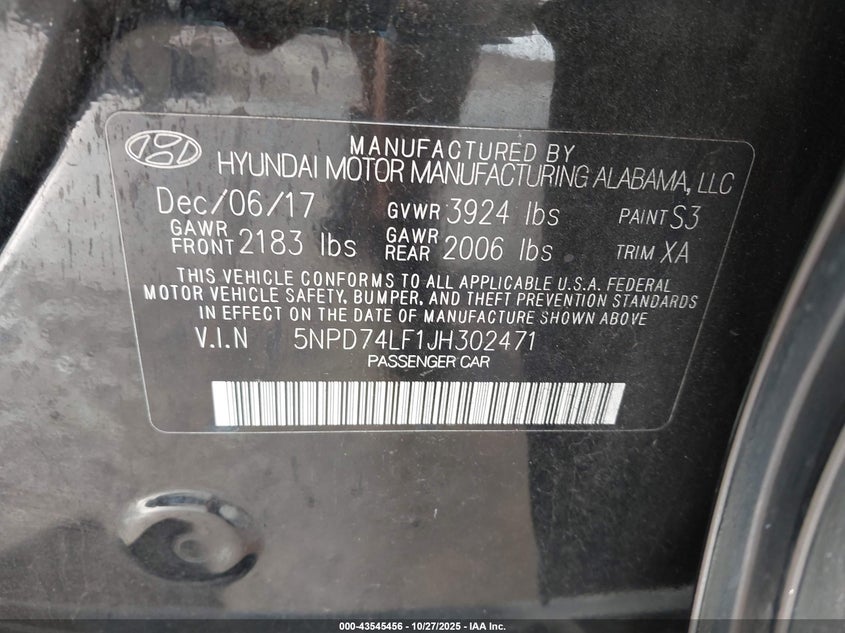 MANUFACTURED BY
HYUNDAI MOTOR MANUFACTURING ALABAMA, LLC
Dec/06/17 GVWR 3924 lbs PAINT S3
GAWR FRONT 2183 lbs GAWR REAR 2006 lbs TRIM XA
THIS VEHICLE CONFORMS TO ALL APPLICABLE U.S.A. FEDERAL
MOTOR VEHICLE SAFETY, BUMPER, AND THEFT PREVENTION STANDARDS
IN EFFECT ON THE DATE OF MANUFACTURE SHOWN ABOVE
V.I.N 5NPD74LF1JH302471
PASSENGER CAR
000-43545456 - 10/27/2025 - IAA Inc.